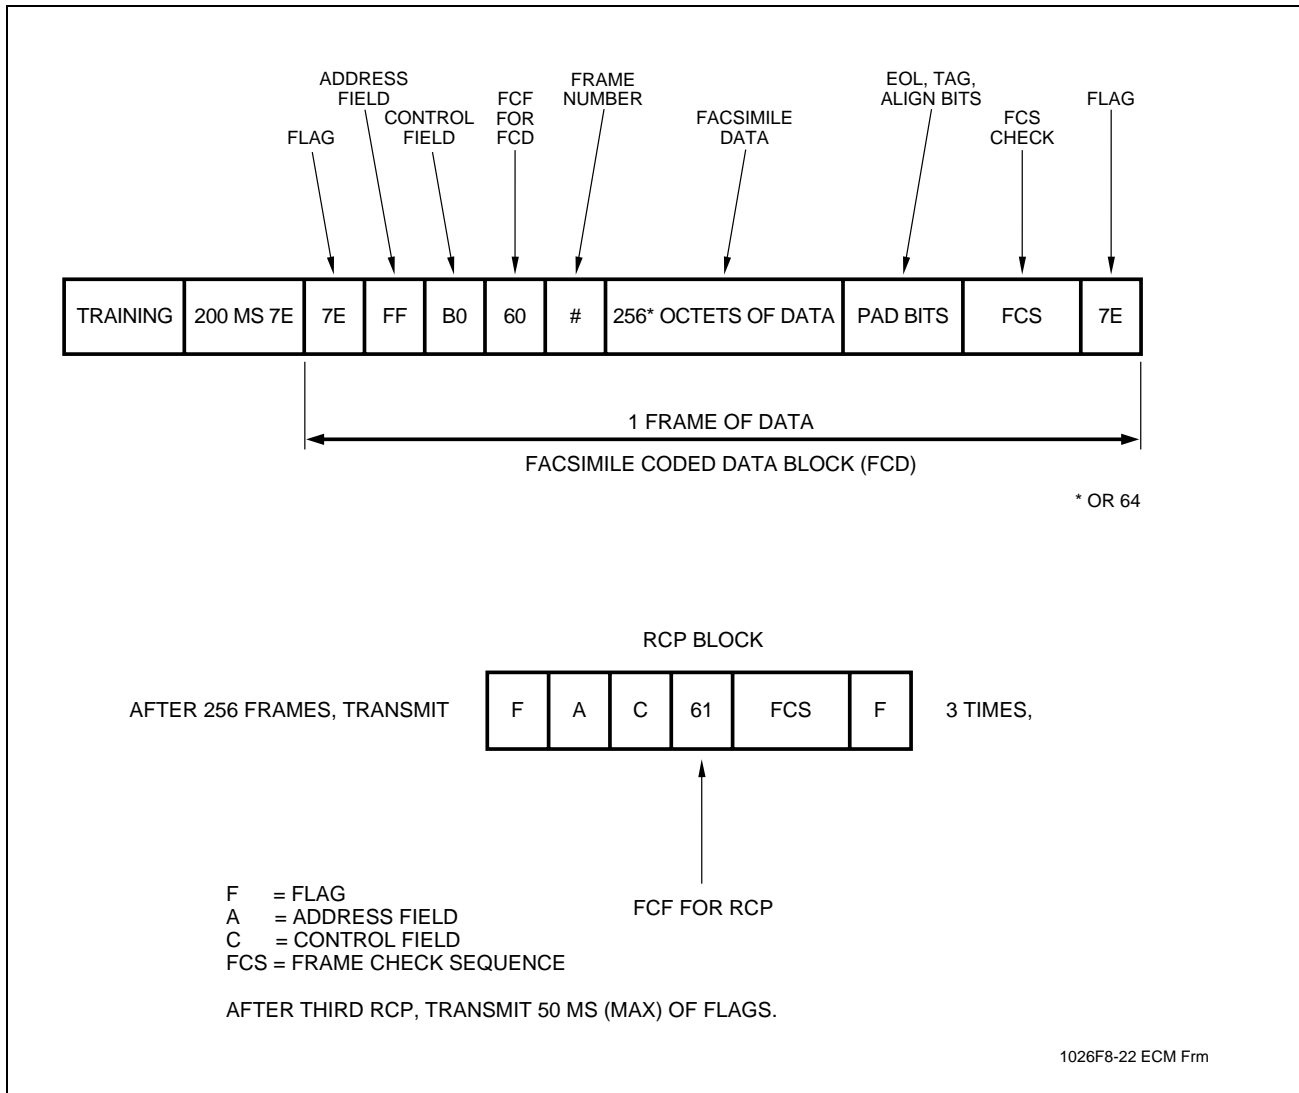 ADDRESS
FIELD
FLAG
CONTROL
FIELD
FCF
FOR
FCD
FRAME
NUMBER
FACSIMILE
DATA
EOL, TAG,
ALIGN BITS
FCS
CHECK
FLAG
TRAINING 200 MS 7E 7E FF B0 60 # 256* OCTETS OF DATA PAD BITS FCS 7E
1 FRAME OF DATA
FACSIMILE CODED DATA BLOCK (FCD)
* OR 64
RCP BLOCK
AFTER 256 FRAMES, TRANSMIT F A C 61 FCS F 3 TIMES,
FCF FOR RCP
F = FLAG
A = ADDRESS FIELD
C = CONTROL FIELD
FCS = FRAME CHECK SEQUENCE
AFTER THIRD RCP, TRANSMIT 50 MS (MAX) OF FLAGS.
1026F8-22 ECM Frm